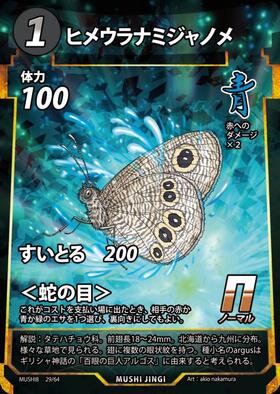 1 ヒメウラナミジャノメ
体力
100
青
赤への
ダメージ
×2
すいとる 200
<蛇の目>
これがコストを支払い場に出たとき、相手の赤か
青か緑のエサを1つ選び、裏向きにしてもよい。
ノーマル
解説:タテハチョウ科。前翅長18~24mm、北海道から九州に分布。
様々な草地で見られる。翅に複数の眼状紋を持つ。種小名のargusは
ギリシャ神話の「百眼の巨人アルゴス」に由来すると考えられる。
MUSHIB 29/64 MUSHI JINGI Art : akio nakamura